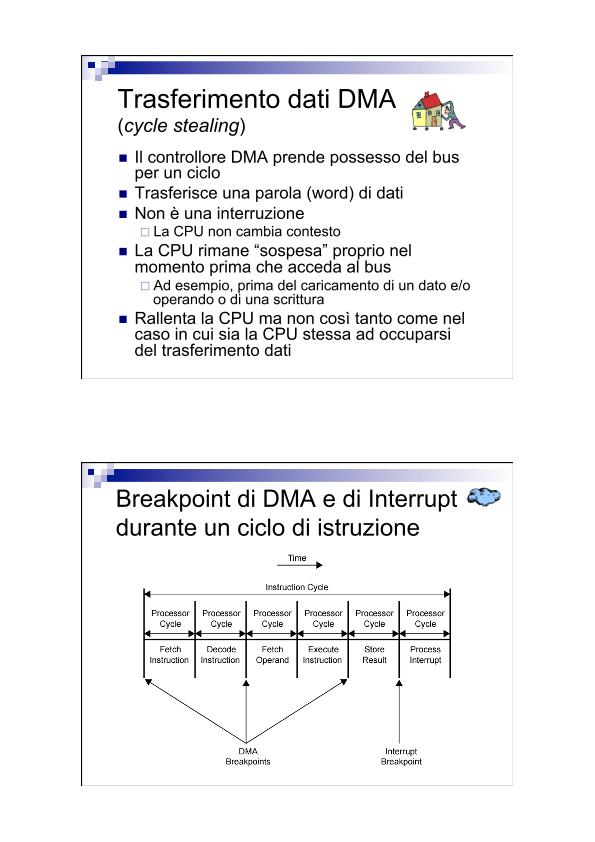 Trasferimento dati DMA
(cycle stealing)
Il controllore DMA prende possesso del bus
per un ciclo
Trasferisce una parola (word) di dati
Non è una interruzione
La CPU non cambia contesto
La CPU rimane “sospesa” proprio nel
momento prima che acceda al bus
Ad esempio, prima del caricamento di un dato e/o
operando o di una scrittura
Rallenta la CPU ma non così tanto come nel
caso in cui sia la CPU stessa ad occuparsi
del trasferimento dati
Breakpoint di DMA e di Interrupt
durante un ciclo di istruzione
Time
Instruction Cycle
Processor Processor Processor Processor Processor Processor
Cycle Cycle Cycle Cycle Cycle Cycle
Fetch Decode Fetch Execute Store Process
Instruction Instruction Operand Instruction Result Interrupt
DMA Interrupt
Breakpoints Breakpoint